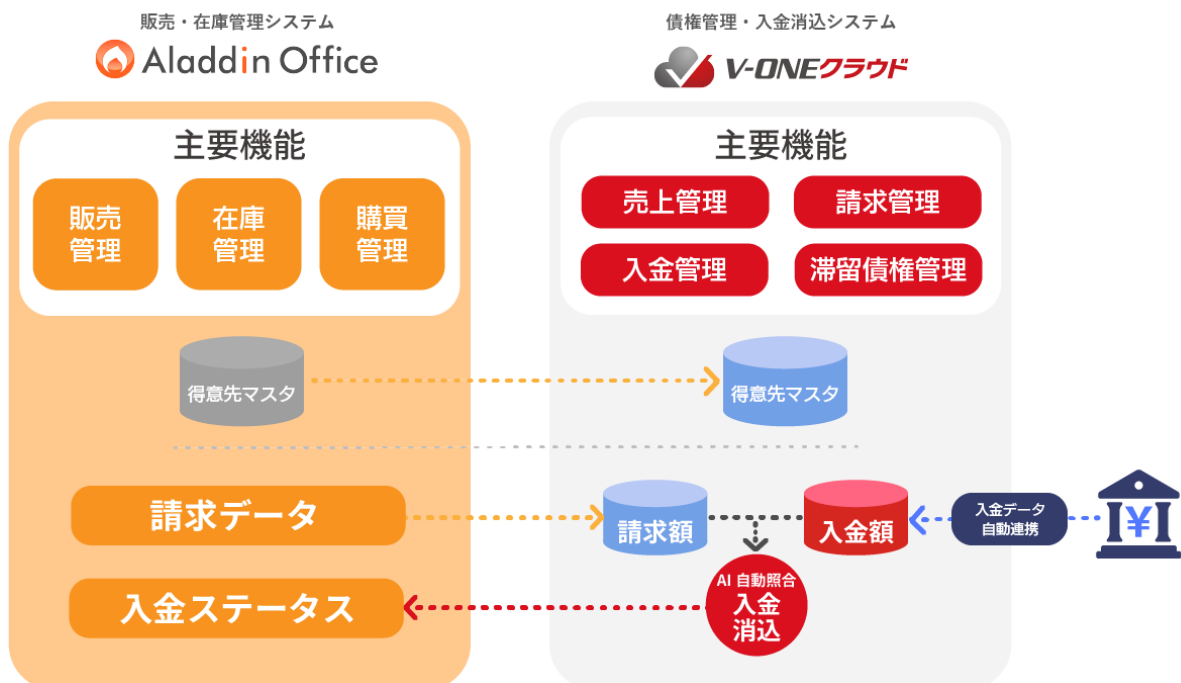 販売・在庫管理システム
Aladdin Office
主要機能
販売
管理
在庫
管理
購買
管理
得意先マスタ
請求データ
入金ステータス
債権管理・入金消込システム
V-ONEクラウド
主要機能
売上管理
請求管理
入金管理
滞留債権管理
得意先マスタ
請求額
入金額
AI 自動照合
入金
消込
入金データ
自動連携
¥